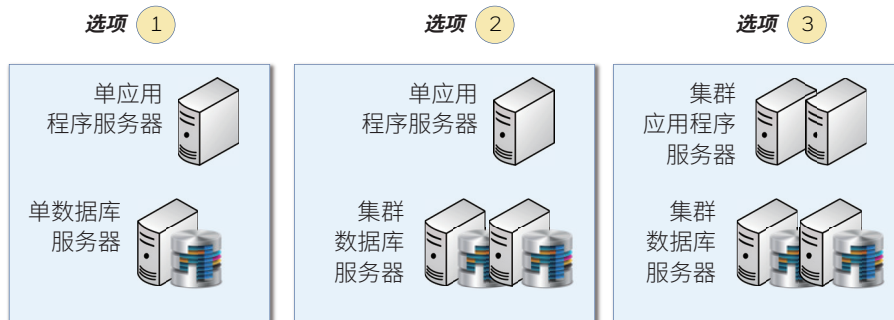 选项 1
选项 2
选项 3
单应用
程序服务器
单数据库
服务器
单应用
程序服务器
集群
数据库
服务器
集群
应用程序
服务器
集群
数据库
服务器